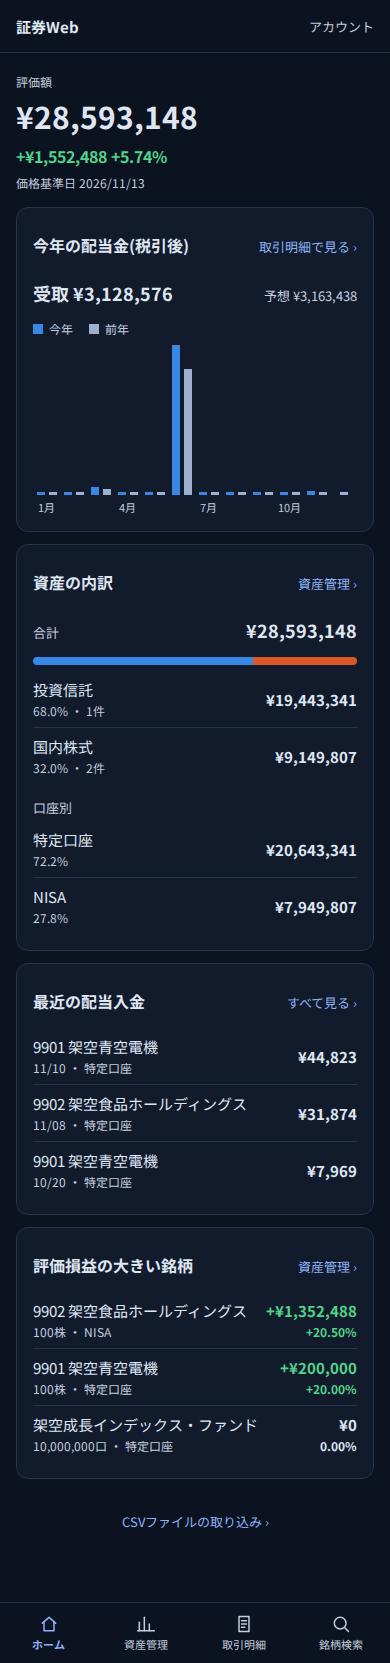 証券Web
アカウント
評価額
¥28,593,148
+¥1,552,488 +5.74%
価格基準日 2026/11/13
今年の配当金(税引後)
取引明細で見る ›
受取 ¥3,128,576
予想 ¥3,163,438
今年 前年
1月 4月 7月 10月
資産の内訳
資産管理 ›
合計
¥28,593,148
投資信託
68.0% ・ 1件
¥19,443,341
国内株式
32.0% ・ 2件
¥9,149,807
口座別
特定口座
72.2%
¥20,643,341
NISA
27.8%
¥7,949,807
最近の配当入金
すべて見る ›
9901 架空青空電機
11/10 ・ 特定口座
¥44,823
9902 架空食品ホールディングス
11/08 ・ 特定口座
¥31,874
9901 架空青空電機
10/20 ・ 特定口座
¥7,969
評価損益の大きい銘柄
資産管理 ›
9902 架空食品ホールディングス
+¥1,352,488
100株 ・ NISA
+20.50%
9901 架空青空電機
+¥200,000
100株 ・ 特定口座
+20.00%
架空成長インデックス・ファンド
¥0
10,000,000口 ・ 特定口座
0.00%
CSVファイルの取り込み ›
ホーム 資産管理 取引明細 銘柄検索